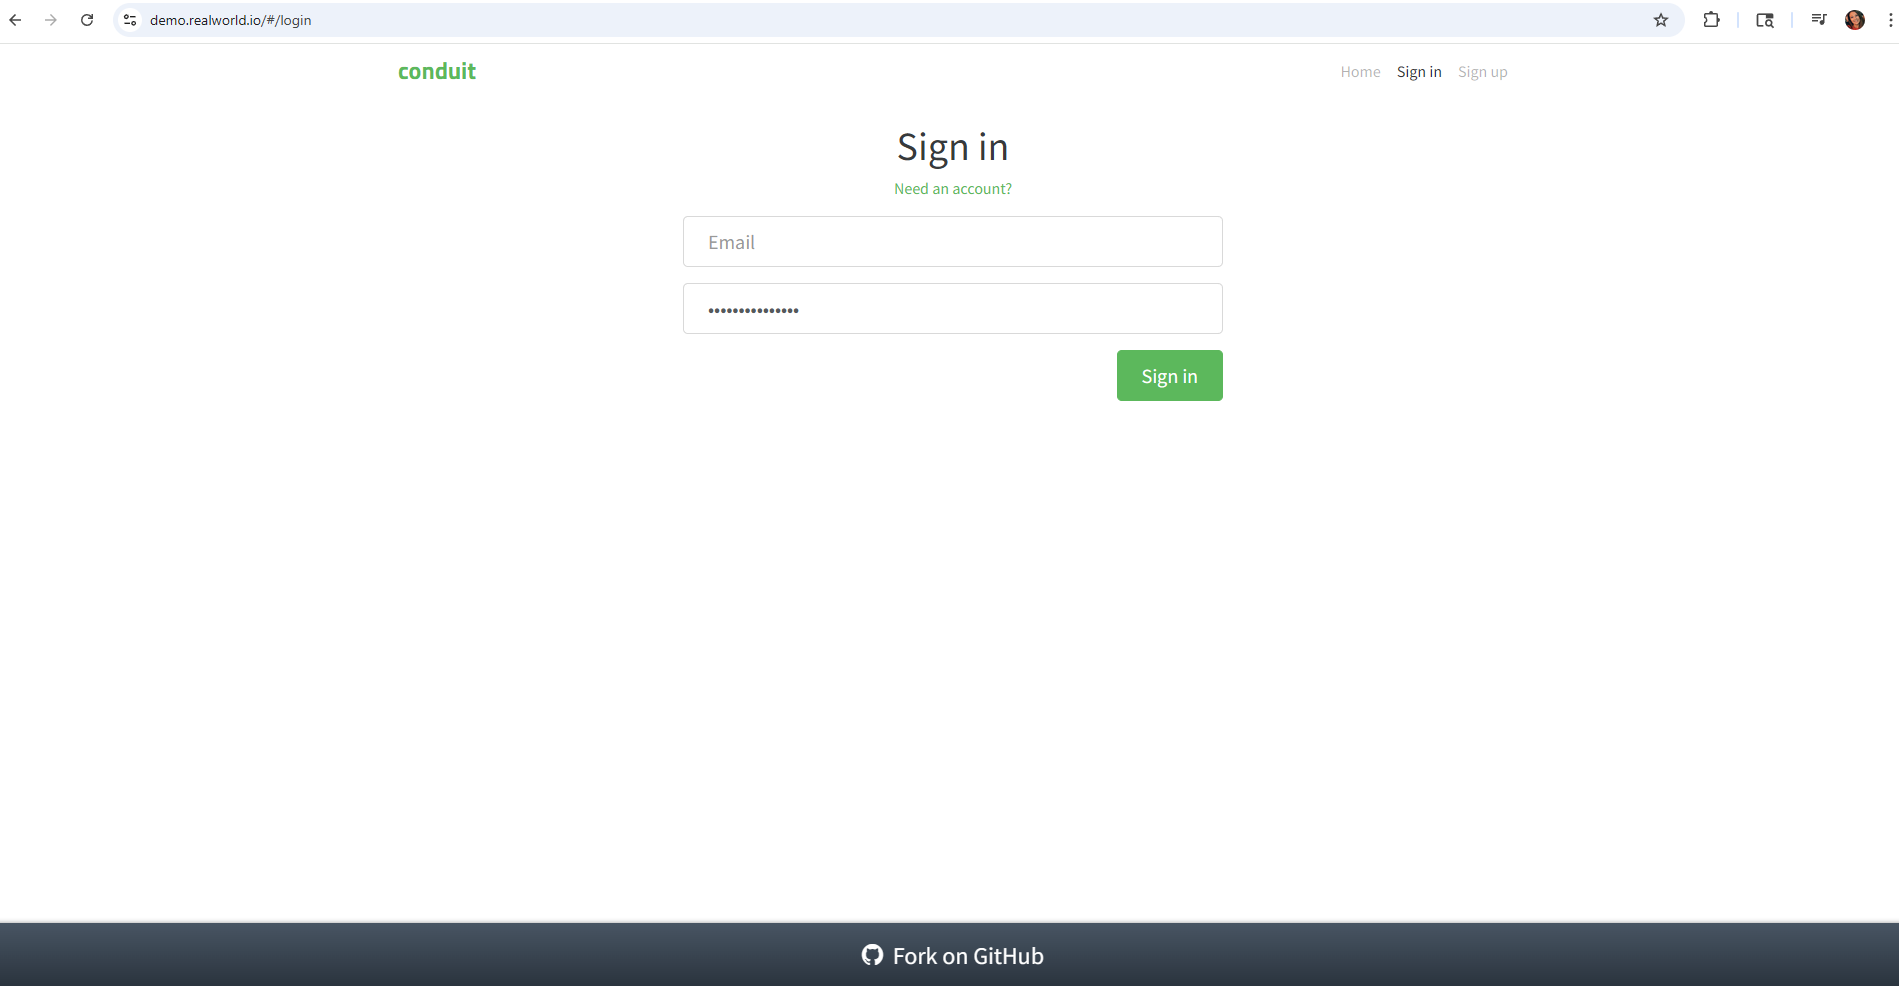 demo.realworld.io/#/login
conduit
Home Sign in Sign up
Sign in
Need an account?
Email
•••••••••••••••
Sign in
Fork on GitHub